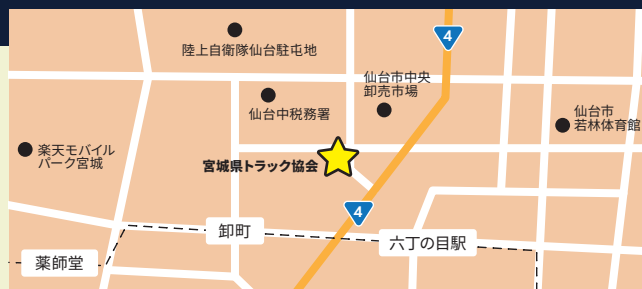 4
陸上自衛隊仙台駐屯地
仙台市中央
卸売市場
仙台中税務署
仙台市
若林体育館
楽天モバイル
パーク宮城
宮城県トラック協会
4
卸町
六丁の目駅
薬師堂